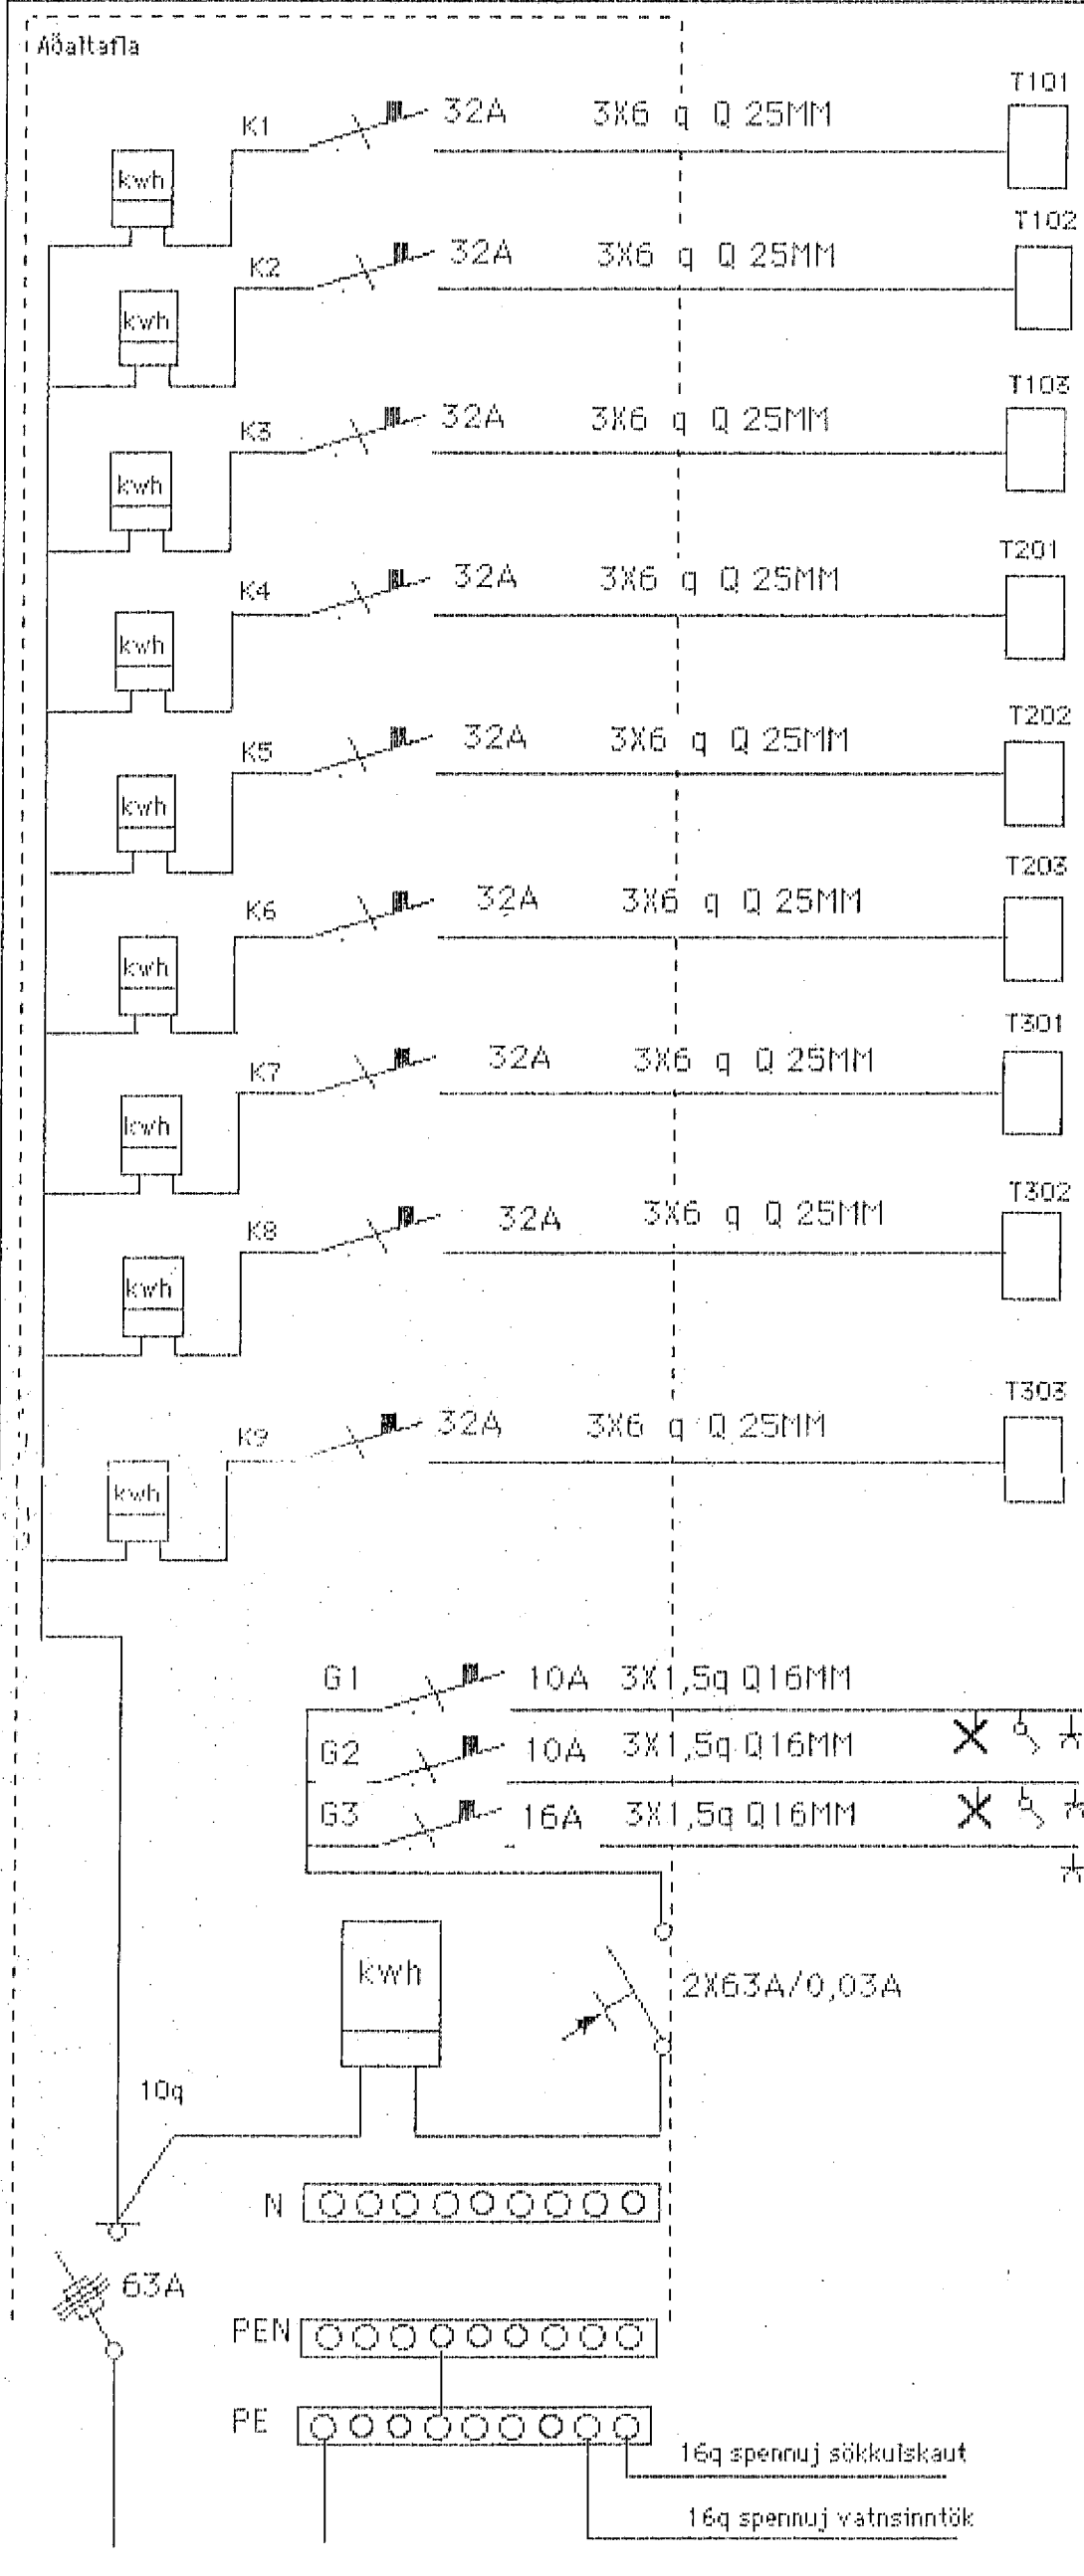 Aðaltafla
T101
K1 32A 3X6 q Q 25MM
kwh
T102
K2 32A 3X6 q Q 25MM
kwh
T103
K3 32A 3X6 q Q 25MM
kwh
T201
K4 32A 3X6 q Q 25MM
kwh
T202
K5 32A 3X6 q Q 25MM
kwh
T203
K6 32A 3X6 q Q 25MM
kwh
T301
K7 32A 3X6 q Q 25MM
kwh
T302
K8 32A 3X6 q Q 25MM
kwh
T303
K9 32A 3X6 q Q 25MM
kwh
G1 10A 3X1,5q Q16MM
G2 10A 3X1,5q Q16MM
G3 16A 3X1,5q Q16MM
kwh
2X63A/0,03A
10q
N
63A
PEN
PE
16q spennuj sökkulskaut
16q spennuj vatnsinntök